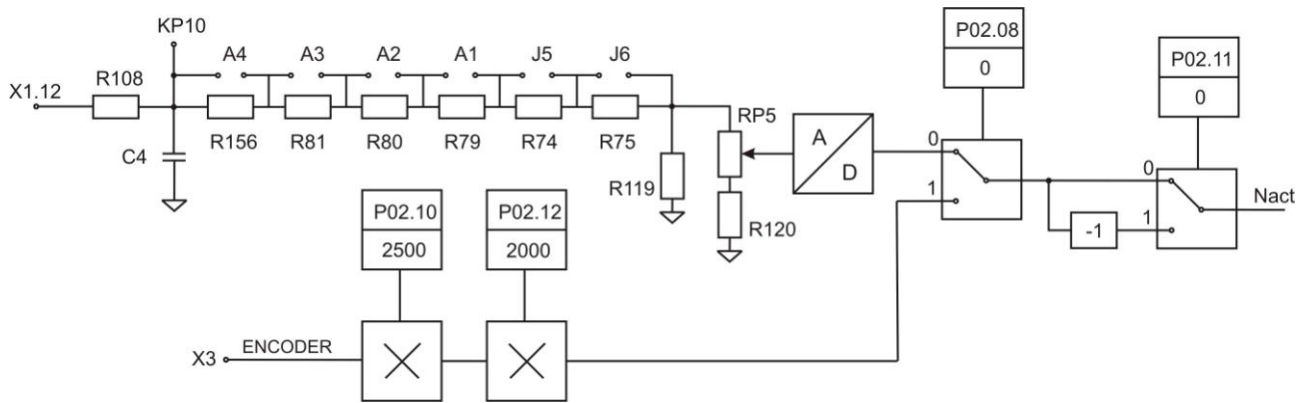 P02.08
0
KP10
P02.11
0
A4 A3 A2 A1 J5 J6
R108
X1.12
RP5
A
D
0
1
R156 R81 R80 R79 R74 R75
C4
R119
R120
0
1
-1
Nact
P02.10
2500
P02.12
2000
X3 ENCODER